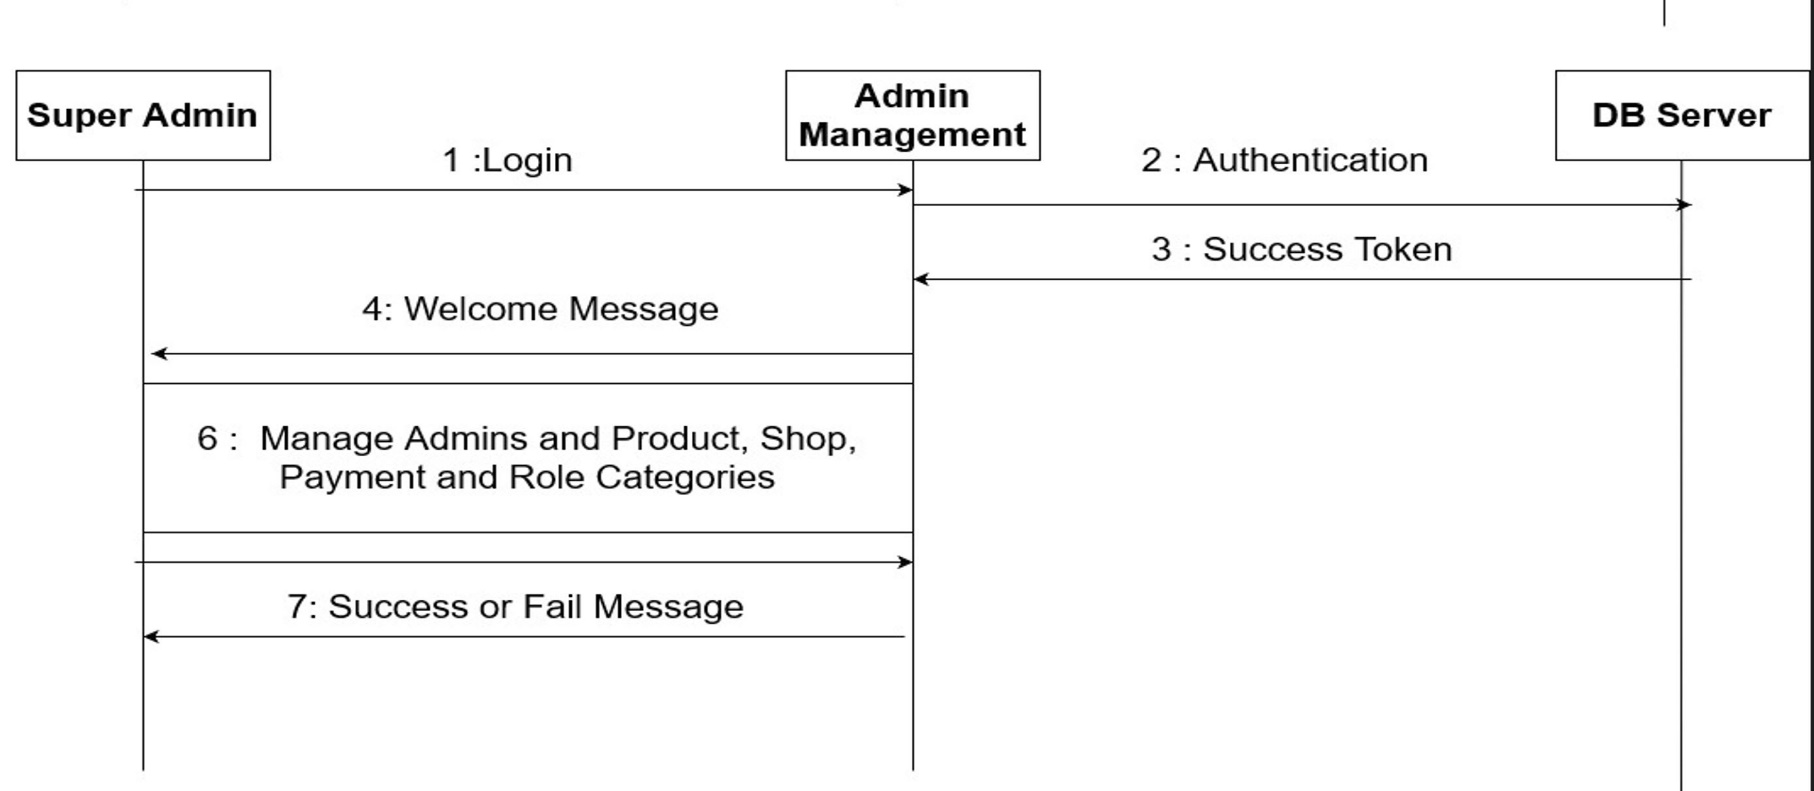 Super Admin
Admin
Management
DB Server
1 :Login
2 : Authentication
3 : Success Token
4: Welcome Message
6 :  Manage Admins and Product, Shop,
Payment and Role Categories
7: Success or Fail Message